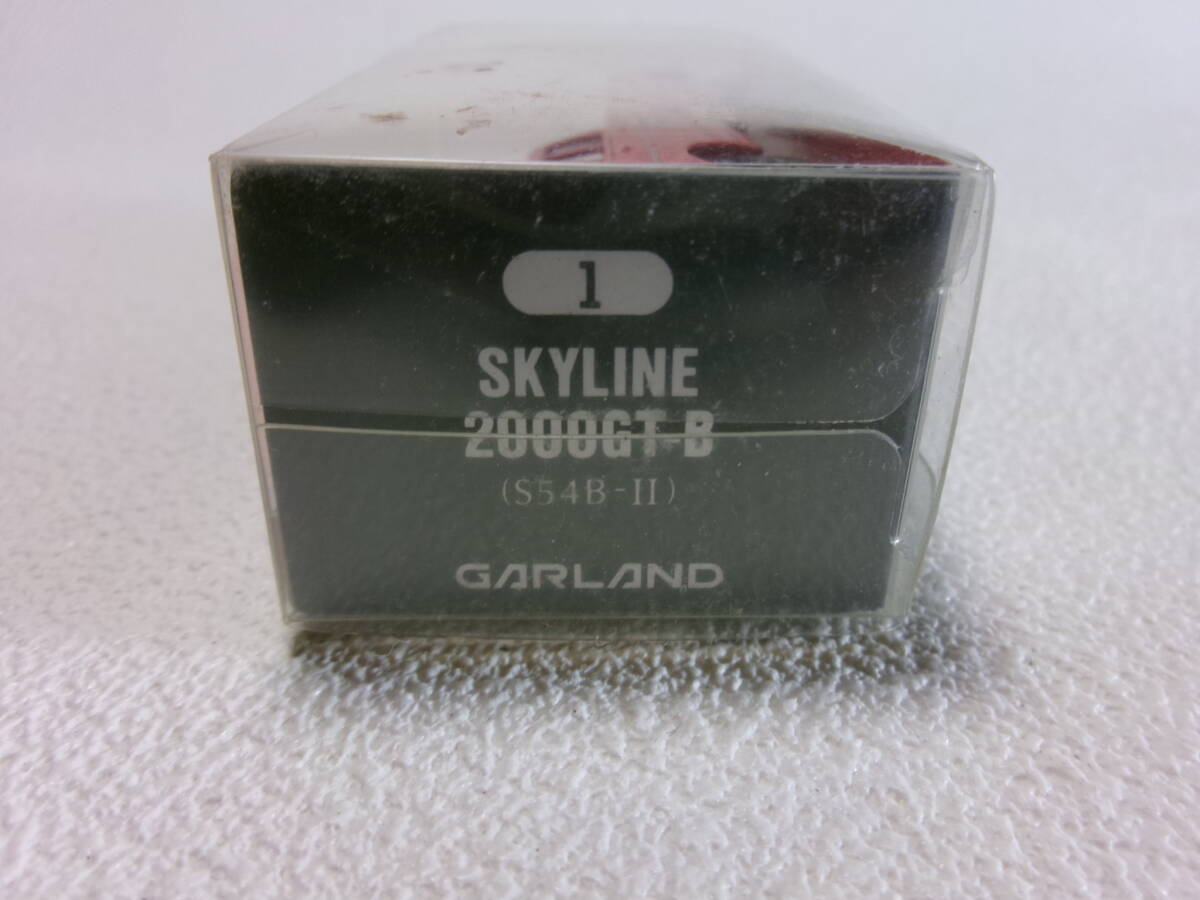 1
SKYLINE
2000GT-B
(S54B-II)
GARLAND